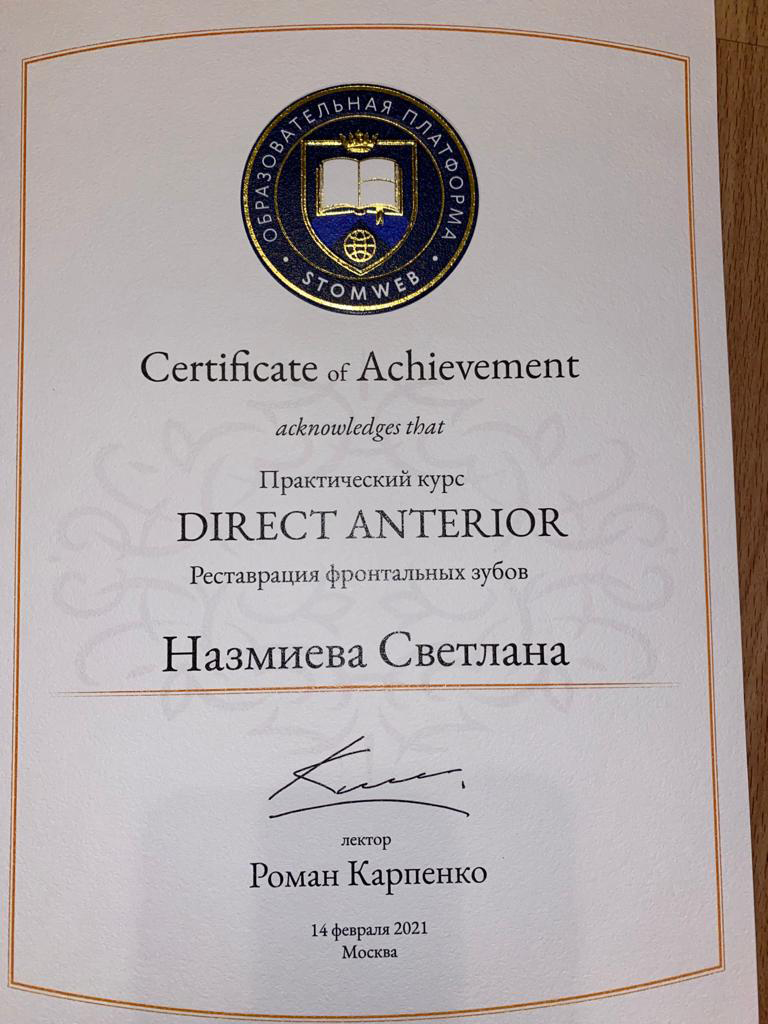 ОБРАЗОВАТЕЛЬНАЯ ПЛАТФОРМА
STOMWEB
Certificate of Achievement
acknowledges that
Практический курс
DIRECT ANTERIOR
Реставрация фронтальных зубов
Назмиева Светлана
лектор
Роман Карпенко
14 февраля 2021
Москва